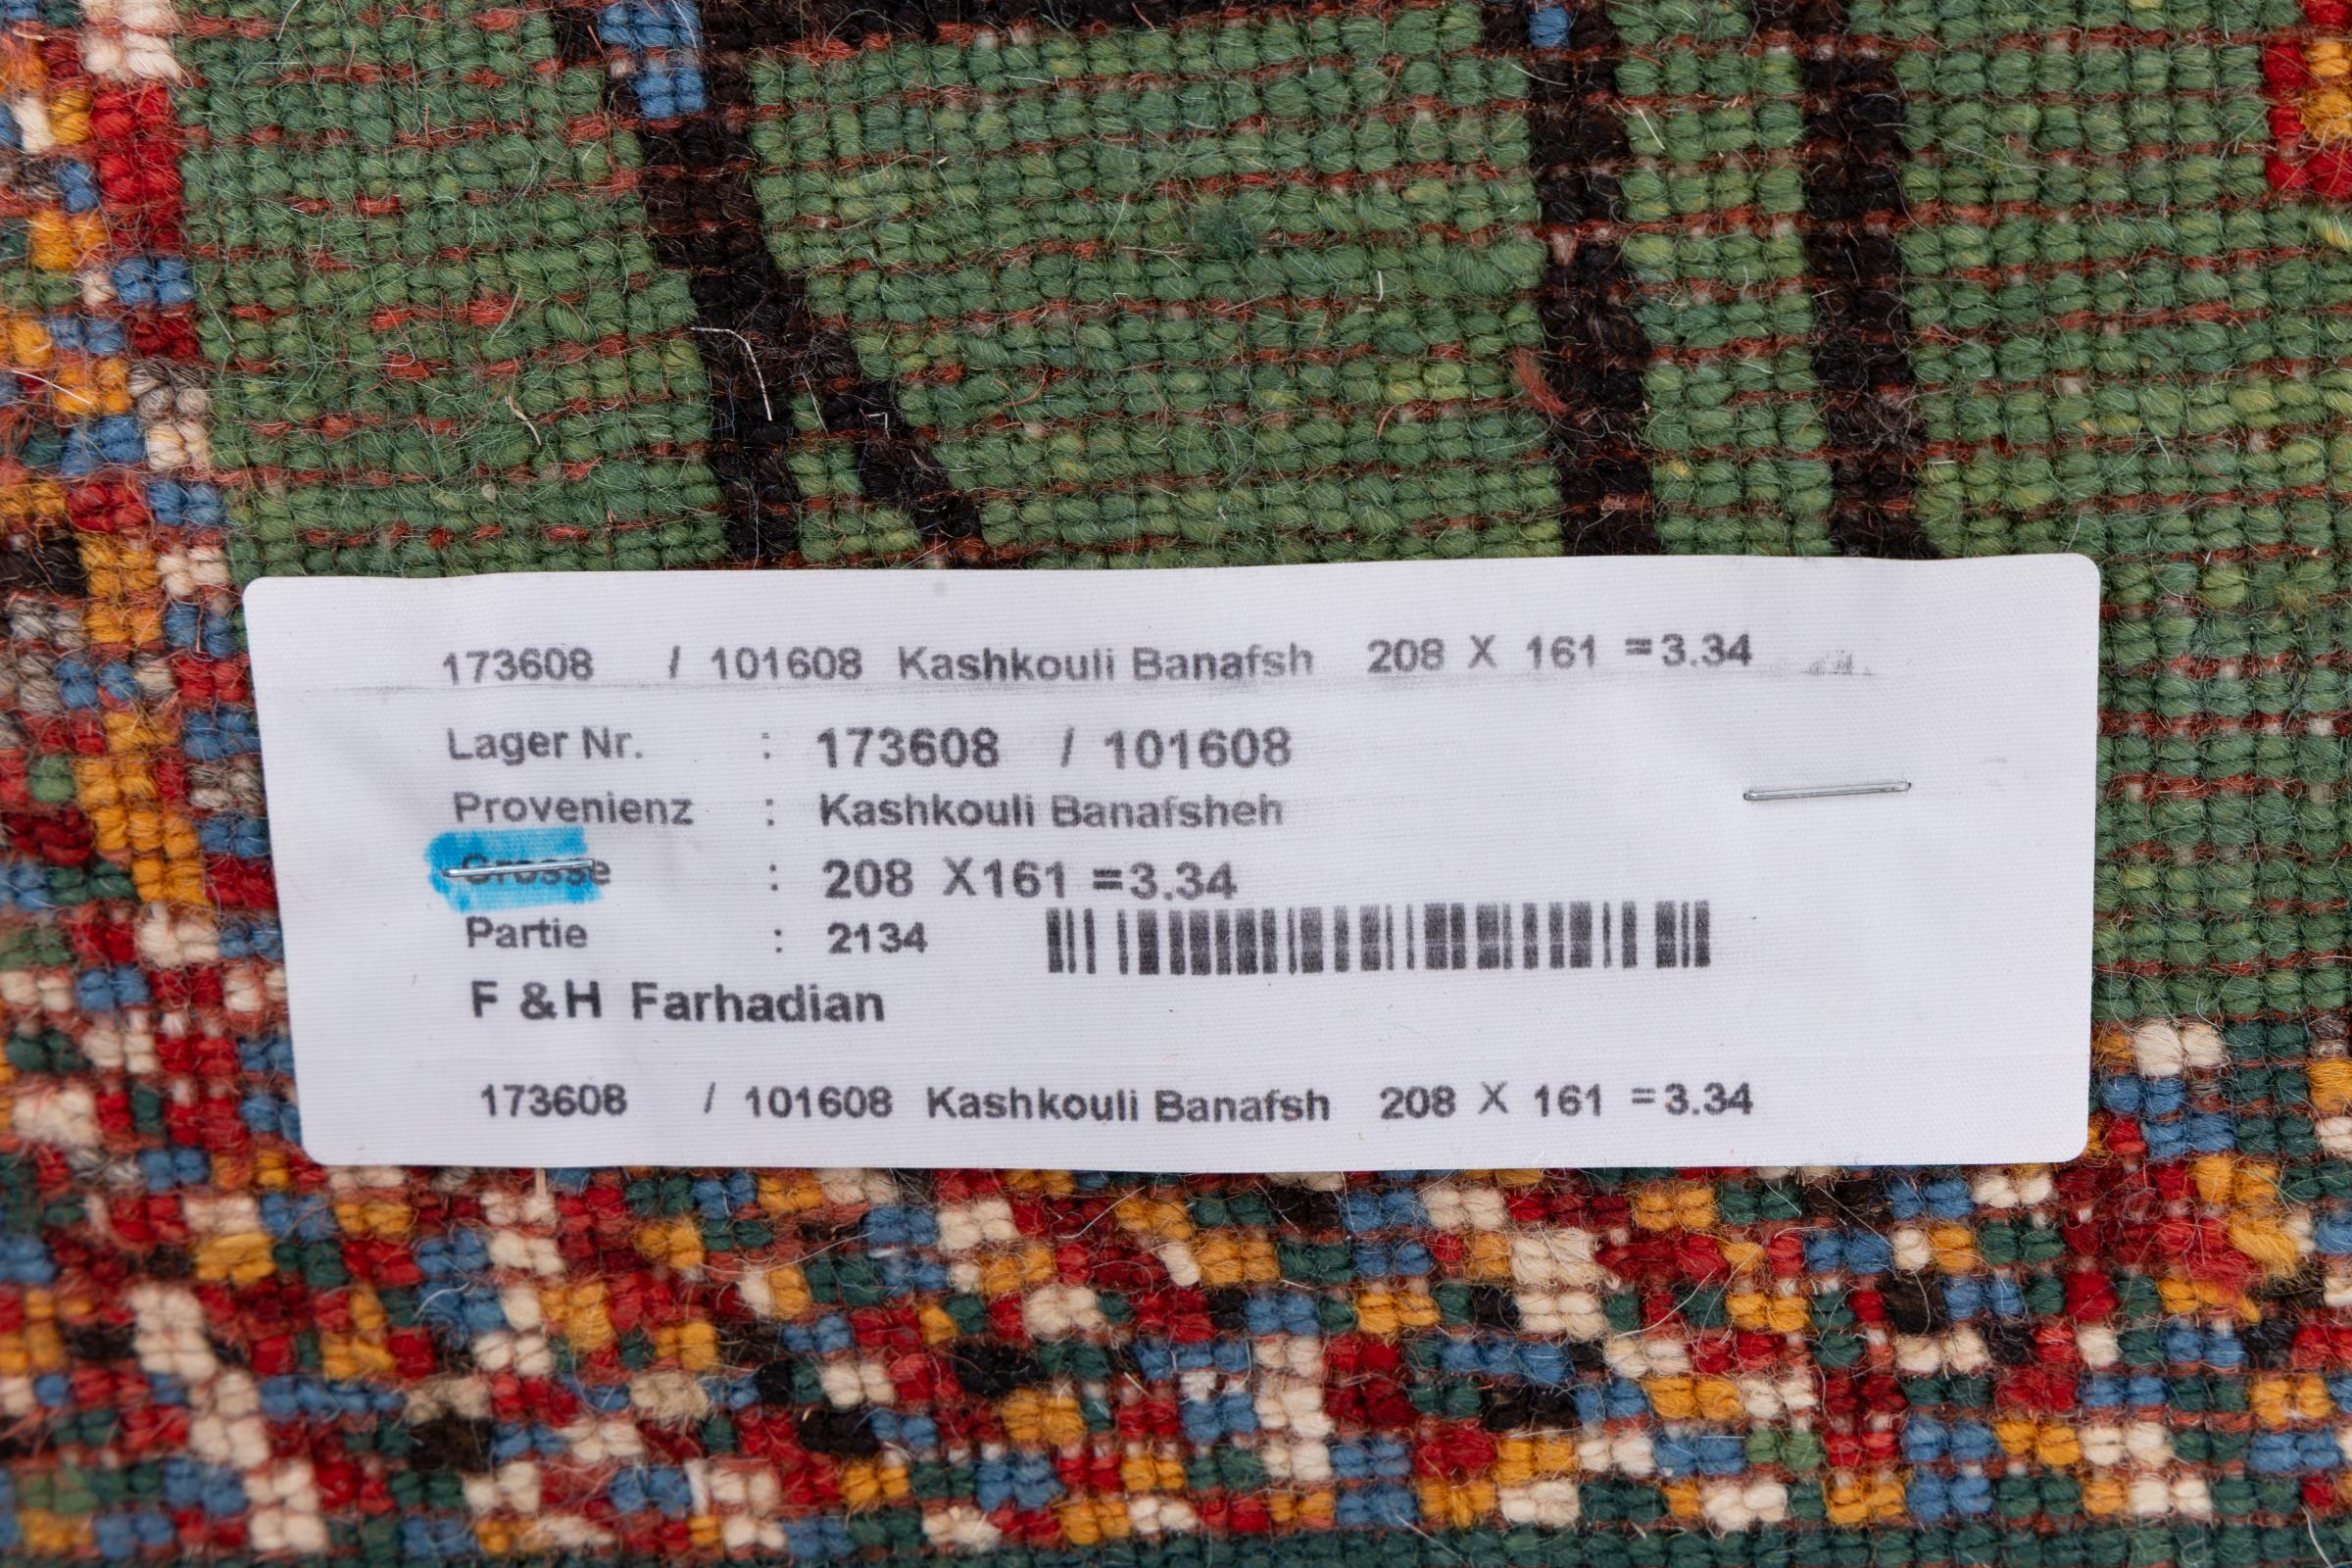 173608 / 101608 Kashkouli Banafsh 208 X 161 =3.34
Lager Nr. : 173608 / 101608
Provenienz : Kashkouli Banafsheh
Grosse : 208 X161 =3.34
Partie : 2134
F &H Farhadian
173608 / 101608 Kashkouli Banafsh 208 X 161 =3.34